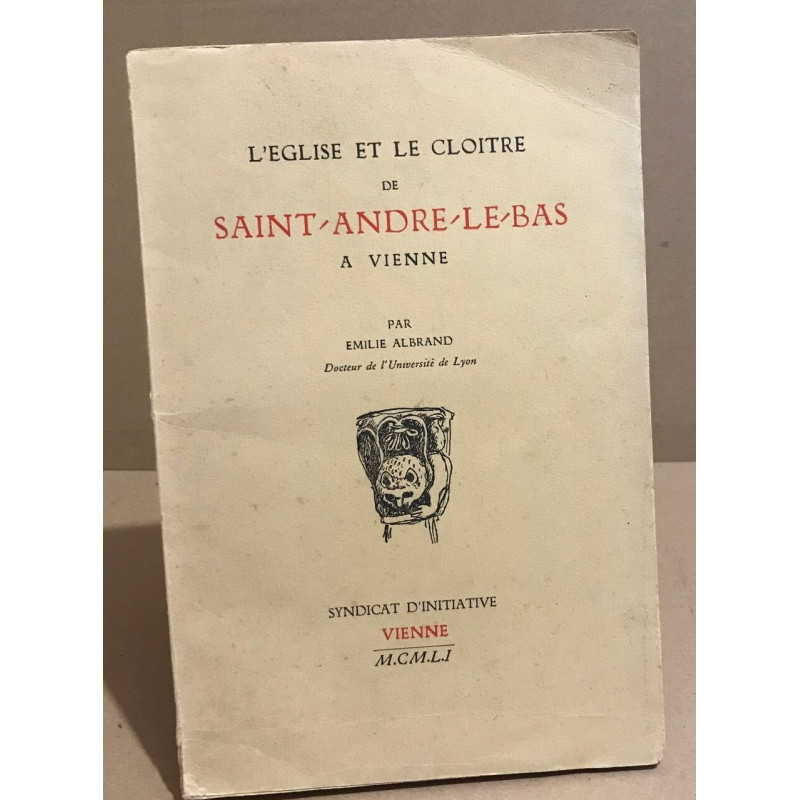 L'EGLISE ET LE CLOITRE
DE
SAINT-ANDRE-LE-BAS
A VIENNE
PAR
EMILIE ALBRAND
Docteur de l'Université de Lyon
SYNDICAT D'INITIATIVE
VIENNE
M.CM.L.I